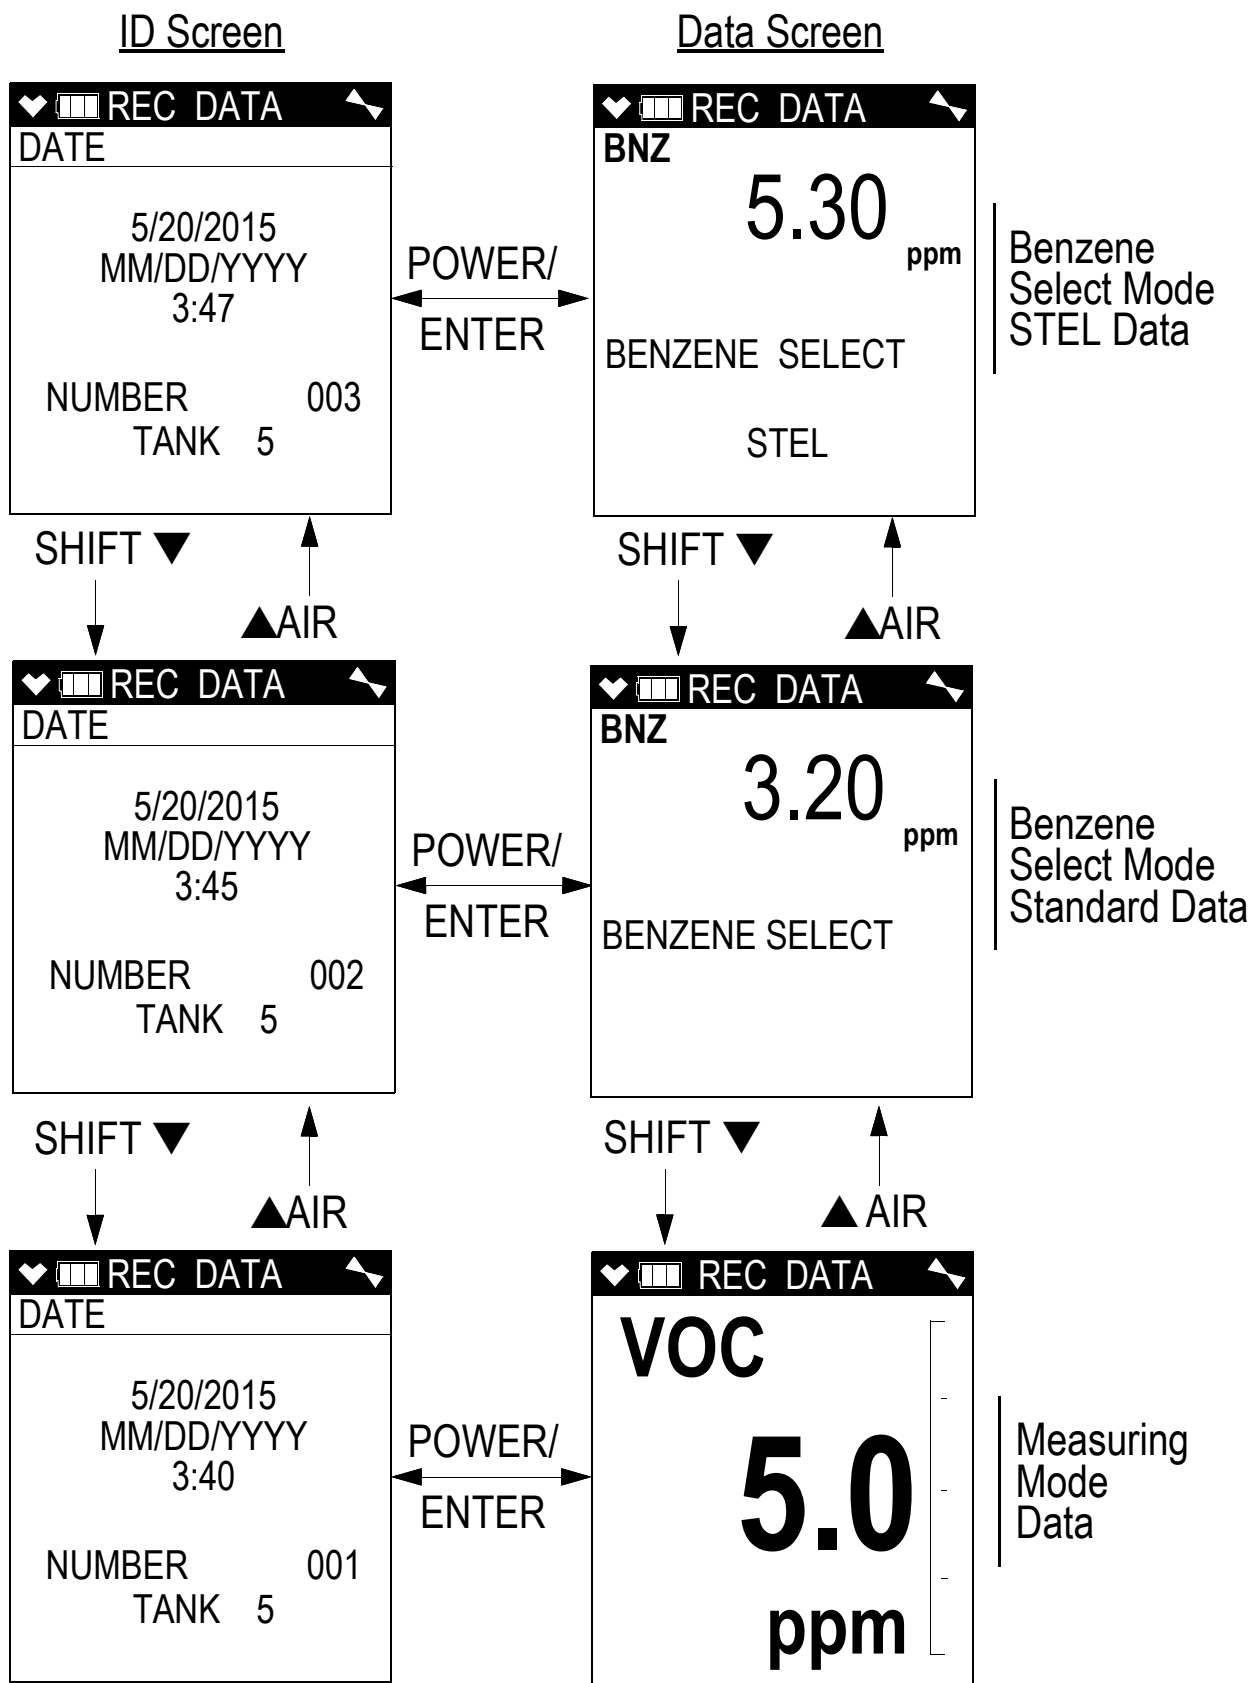 ID Screen
Data Screen
REC DATA
DATE
5/20/2015
MM/DD/YYYY
3:47
NUMBER 003
TANK 5
POWER/
ENTER
REC DATA
BNZ
5.30
ppm
BENZENE SELECT
STEL
Benzene
Select Mode
STEL Data
SHIFT ▼
▲AIR
SHIFT ▼
▲AIR
REC DATA
DATE
5/20/2015
MM/DD/YYYY
3:45
NUMBER 002
TANK 5
POWER/
ENTER
REC DATA
BNZ
3.20
ppm
BENZENE SELECT
Benzene
Select Mode
Standard Data
SHIFT ▼
▲AIR
SHIFT ▼
▲ AIR
REC DATA
DATE
5/20/2015
MM/DD/YYYY
3:40
NUMBER 001
TANK 5
POWER/
ENTER
REC DATA
VOC
5.0
ppm
Measuring
Mode
Data